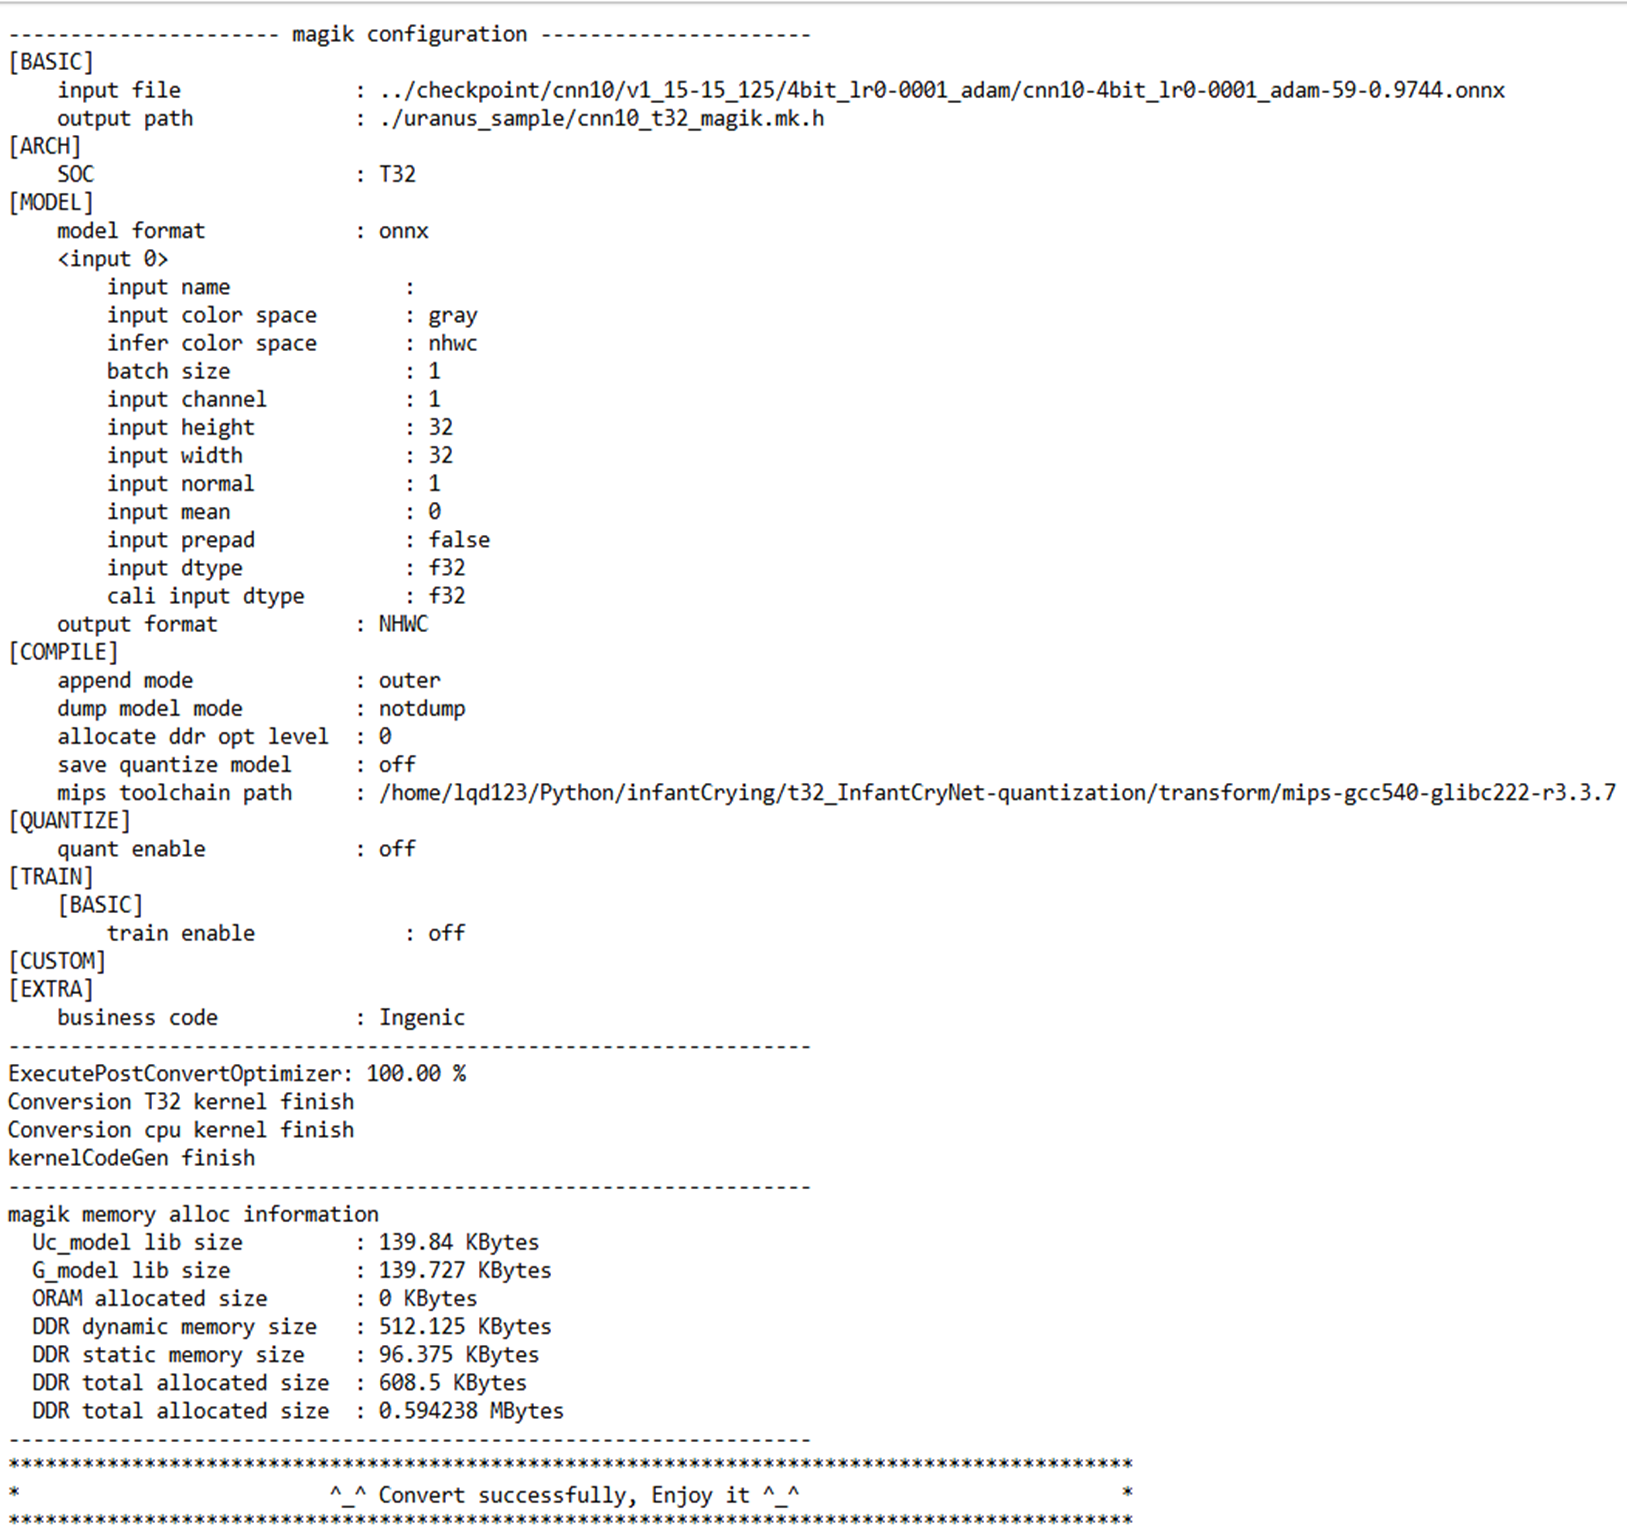 ---------------------- magik configuration ----------------------
[BASIC]
    input file              : ../checkpoint/cnn10/v1_15-15_125/4bit_lr0-0001_adam/cnn10-4bit_lr0-0001_adam-59-0.9744.onnx
    output path             : ./uranus_sample/cnn10_t32_magik.mk.h
[ARCH]
    SOC                     : T32
[MODEL]
    model format            : onnx
    <input 0>
        input name              :
        input color space       : gray
        infer color space       : nhwc
        batch size              : 1
        input channel           : 1
        input height            : 32
        input width             : 32
        input normal            : 1
        input mean              : 0
        input prepad            : false
        input dtype             : f32
        cali input dtype        : f32
    output format           : NHWC
[COMPILE]
    append mode             : outer
    dump model mode         : notdump
    allocate ddr opt level  : 0
    save quantize model     : off
    mips toolchain path     : /home/lqd123/Python/infantCrying/t32_InfantCryNet-quantization/transform/mips-gcc540-glibc222-r3.3.7
[QUANTIZE]
    quant enable            : off
[TRAIN]
    [BASIC]
        train enable            : off
[CUSTOM]
[EXTRA]
    business code           : Ingenic
-----------------------------------------------------------------
ExecutePostConvertOptimizer: 100.00 %
Conversion T32 kernel finish
Conversion cpu kernel finish
kernelCodeGen finish
-----------------------------------------------------------------
magik memory alloc information
  Uc_model lib size         : 139.84 KBytes
  G_model lib size          : 139.727 KBytes
  ORAM allocated size       : 0 KBytes
  DDR dynamic memory size   : 512.125 KBytes
  DDR static memory size    : 96.375 KBytes
  DDR total allocated size  : 608.5 KBytes
  DDR total allocated size  : 0.594238 MBytes
-----------------------------------------------------------------
*******************************************************************************************
*                         ^_^ Convert successfully, Enjoy it ^_^                          *
*******************************************************************************************